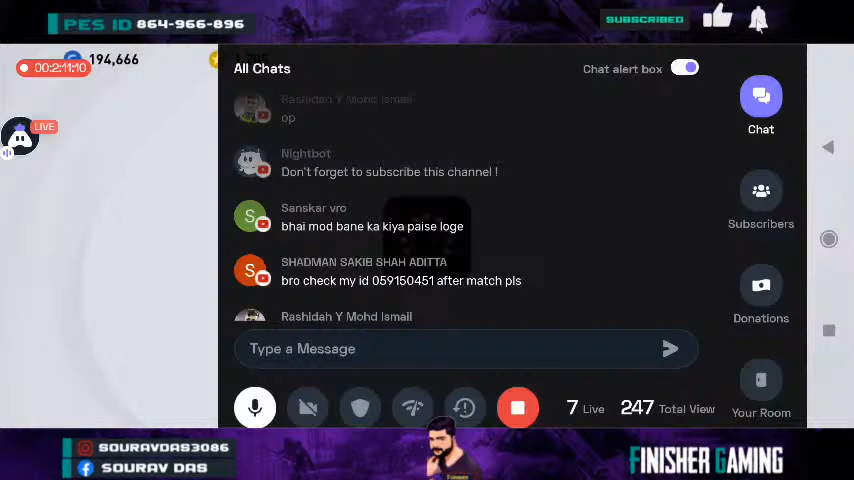 PES ID 864-966-896
SUBSCRIBED
194,666
00:2:11:10
LIVE
All Chats
Chat alert box
Rashidah Y Mohd Ismail
op
Nightbot
Don't forget to subscribe this channel !
S
Sanskar vro
bhai mod bane ka kiya paise loge
S
SHADMAN SAKIB SHAH ADITTA
bro check my id 059150451 after match pls
Rashidah Y Mohd Ismail
Type a Message
Chat
Subscribers
Donations
Your Room
7 Live 247 Total View
SOURAVDAS3086
SOURAV DAS
FINISHER GAMING